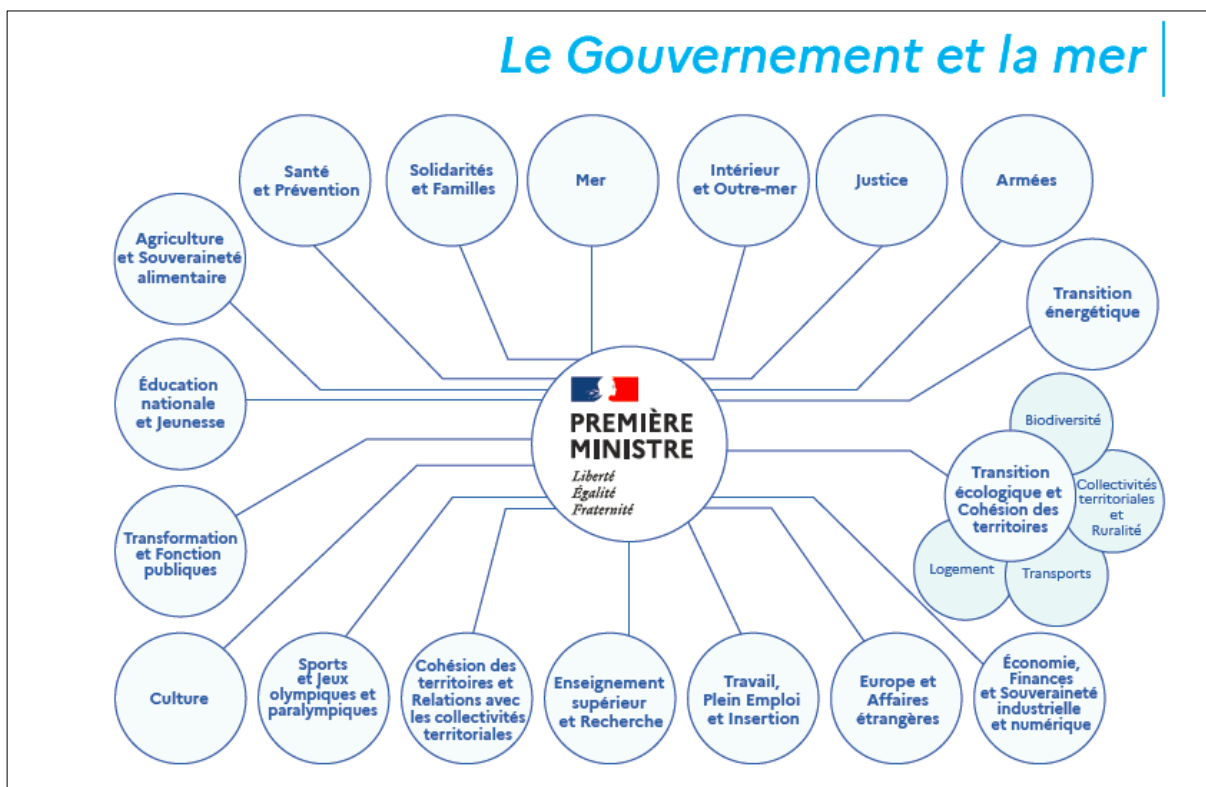 Le Gouvernement et la mer
Santé
et Prévention
Solidarités
et Familles
Mer
Intérieur
et Outre-mer
Justice
Armées
Agriculture
et Souveraineté
alimentaire
Transition
énergétique
Éducation
nationale
et Jeunesse
PREMIÈRE
MINISTRE
Liberté
Égalité
Fraternité
Biodiversité
Transition
écologique et
Cohésion des
territoires
Collectivités
territoriales
et
Ruralité
Logement
Transports
Transformation
et Fonction
publiques
Culture
Sports
et Jeux
olympiques et
paralympiques
Cohésion des
territoires et
Relations avec
les collectivités
territoriales
Enseignement
supérieur
et Recherche
Travail,
Plein Emploi
et Insertion
Europe et
Affaires
étrangères
Économie,
Finances
et Souveraineté
industrielle
et numérique